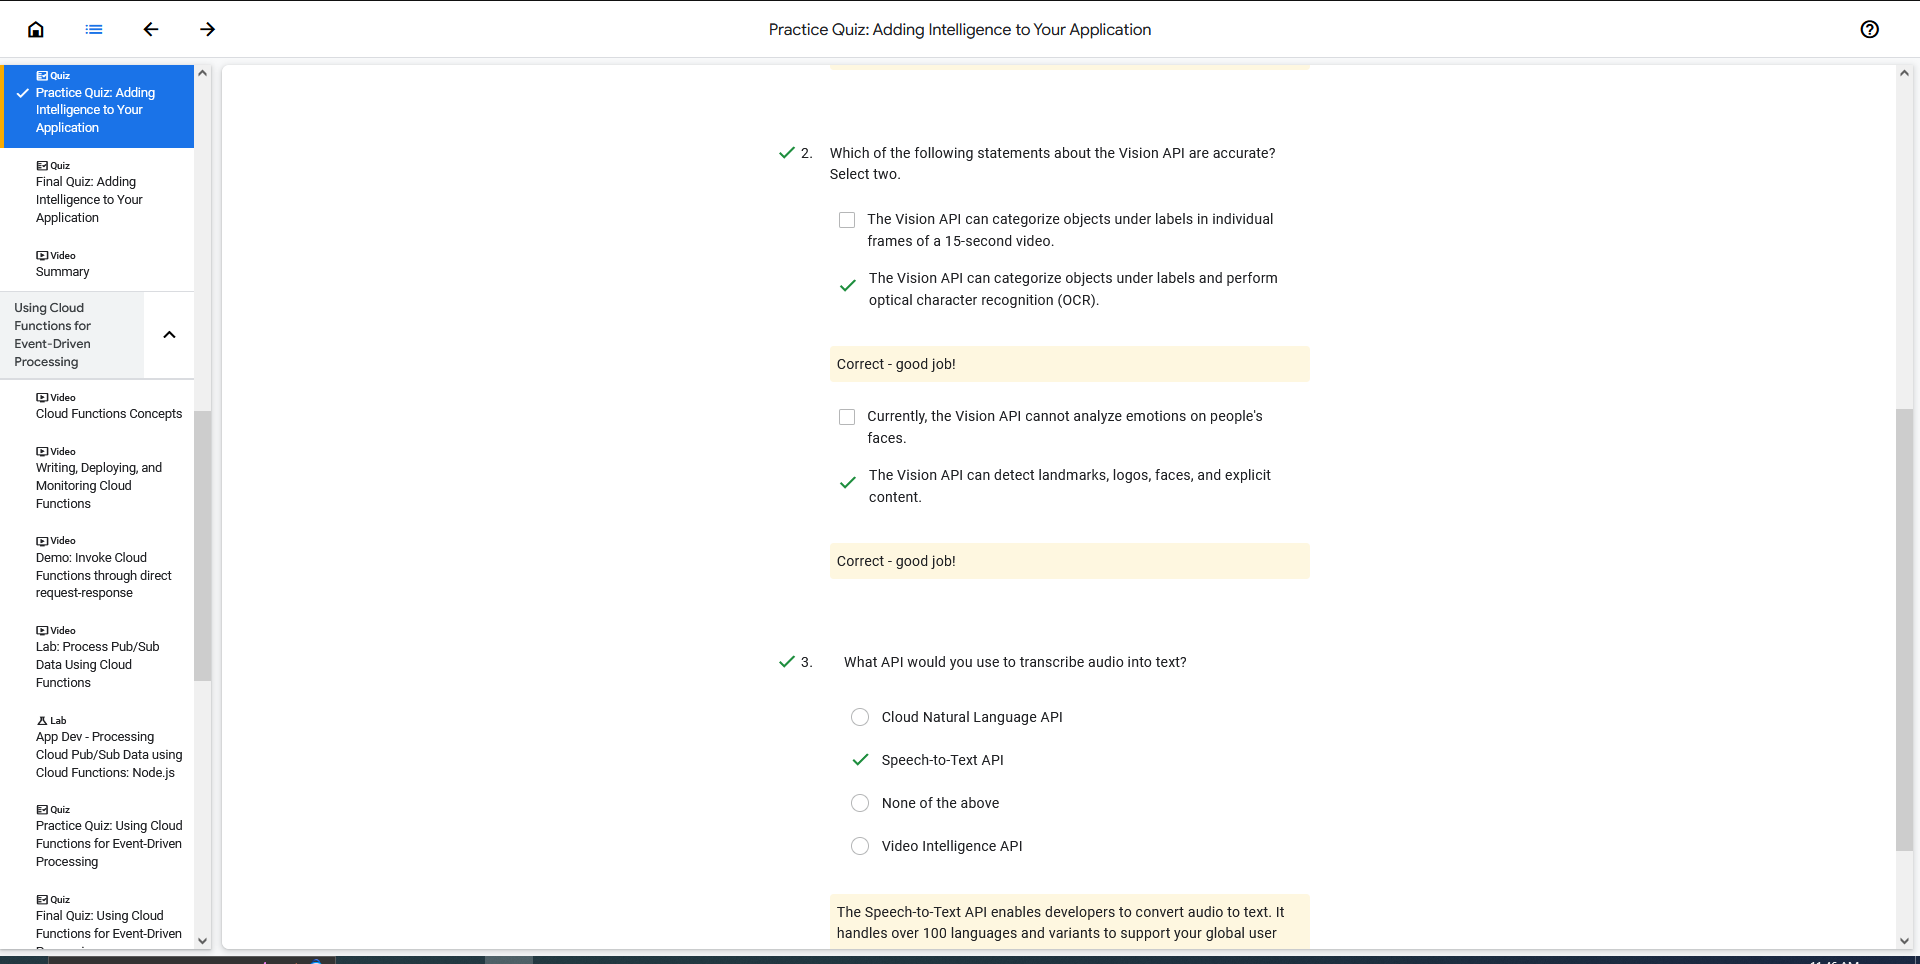 Practice Quiz: Adding Intelligence to Your Application
Quiz
Practice Quiz: Adding
Intelligence to Your
Application
Quiz
Final Quiz: Adding
Intelligence to Your
Application
Video
Summary
Using Cloud
Functions for
Event-Driven
Processing
Video
Cloud Functions Concepts
Video
Writing, Deploying, and
Monitoring Cloud
Functions
Video
Demo: Invoke Cloud
Functions through direct
request-response
Video
Lab: Process Pub/Sub
Data Using Cloud
Functions
Lab
App Dev - Processing
Cloud Pub/Sub Data using
Cloud Functions: Node.js
Quiz
Practice Quiz: Using Cloud
Functions for Event-Driven
Processing
Quiz
Final Quiz: Using Cloud
Functions for Event-Driven
2. Which of the following statements about the Vision API are accurate?
Select two.
The Vision API can categorize objects under labels in individual
frames of a 15-second video.
The Vision API can categorize objects under labels and perform
optical character recognition (OCR).
Correct - good job!
Currently, the Vision API cannot analyze emotions on people's
faces.
The Vision API can detect landmarks, logos, faces, and explicit
content.
Correct - good job!
3. What API would you use to transcribe audio into text?
Cloud Natural Language API
Speech-to-Text API
None of the above
Video Intelligence API
The Speech-to-Text API enables developers to convert audio to text. It
handles over 100 languages and variants to support your global user